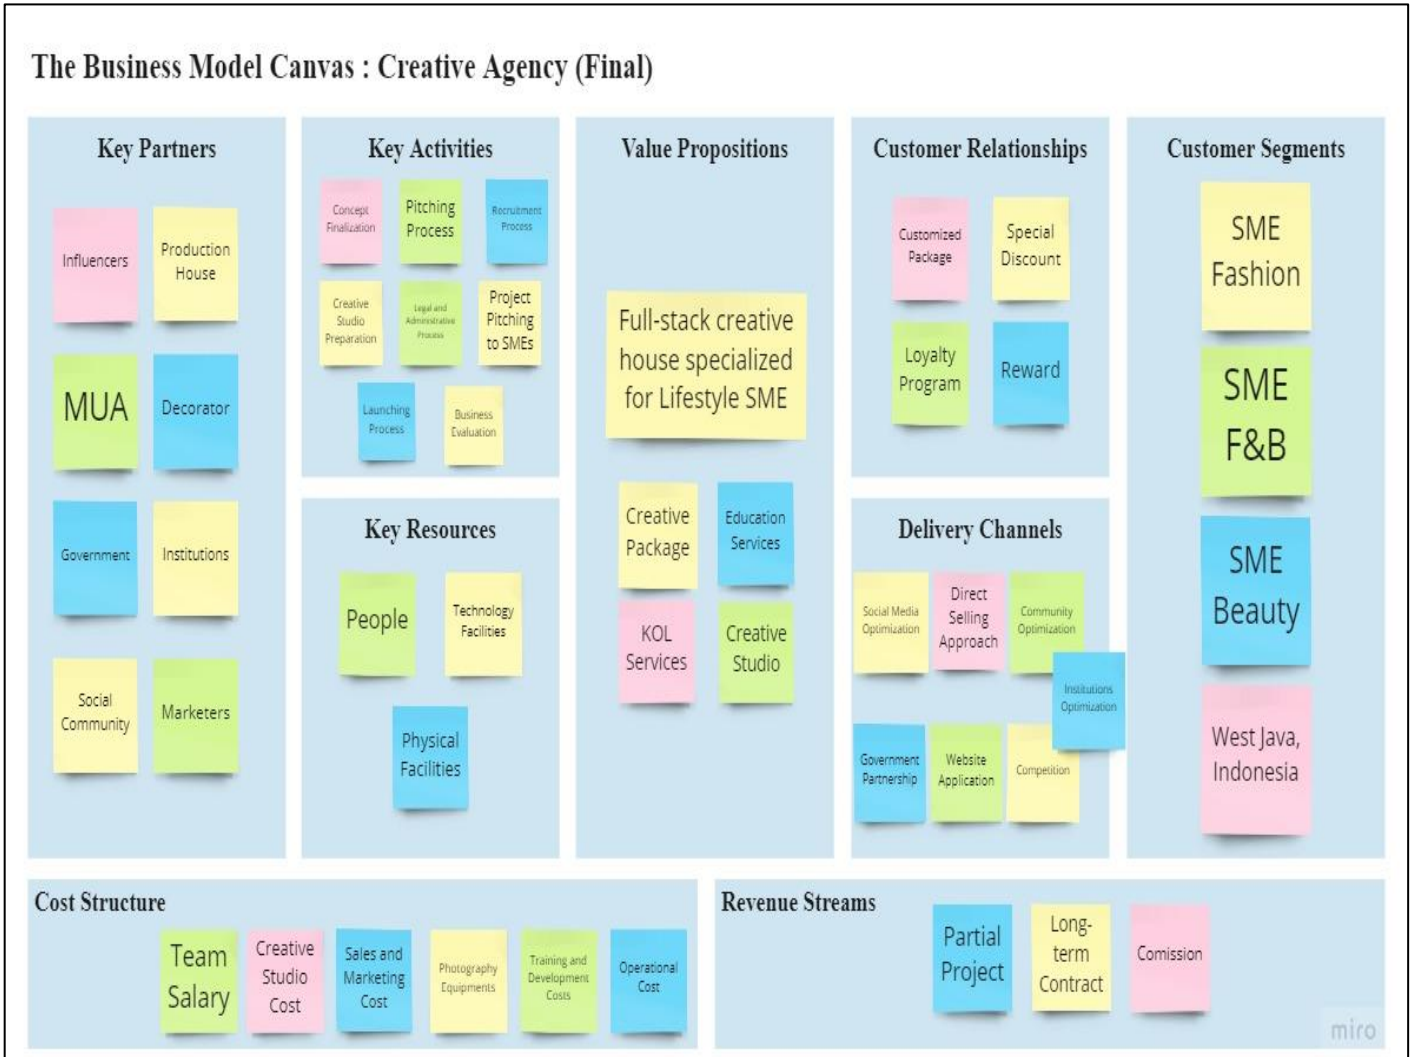 The Business Model Canvas : Creative Agency (Final)
Key Partners
Influencers
Production
House
MUA
Decorator
Government
Institutions
Social
Community
Marketers
Key Activities
Concept
Finalization
Pitching
Process
Recruitment
Process
Creative
Studio
Preparation
Legal and
Administrative
Process
Project
Pitching
to SMEs
Launching
Process
Business
Evaluation
Key Resources
People
Technology
Facilities
Physical
Facilities
Value Propositions
Full-stack creative
house specialized
for Lifestyle SME
Creative
Package
Education
Services
KOL
Services
Creative
Studio
Customer Relationships
Customized
Package
Special
Discount
Loyalty
Program
Reward
Delivery Channels
Social Media
Optimization
Direct
Selling
Approach
Community
Optimization
Institutions
Optimization
Government
Partnership
Website
Application
Competition
Customer Segments
SME
Fashion
SME
F&B
SME
Beauty
West Java,
Indonesia
Cost Structure
Team
Salary
Creative
Studio
Cost
Sales and
Marketing
Cost
Photography
Equipments
Training and
Development
Costs
Operational
Cost
Revenue Streams
Partial
Project
Long-
term
Contract
Comission
miro